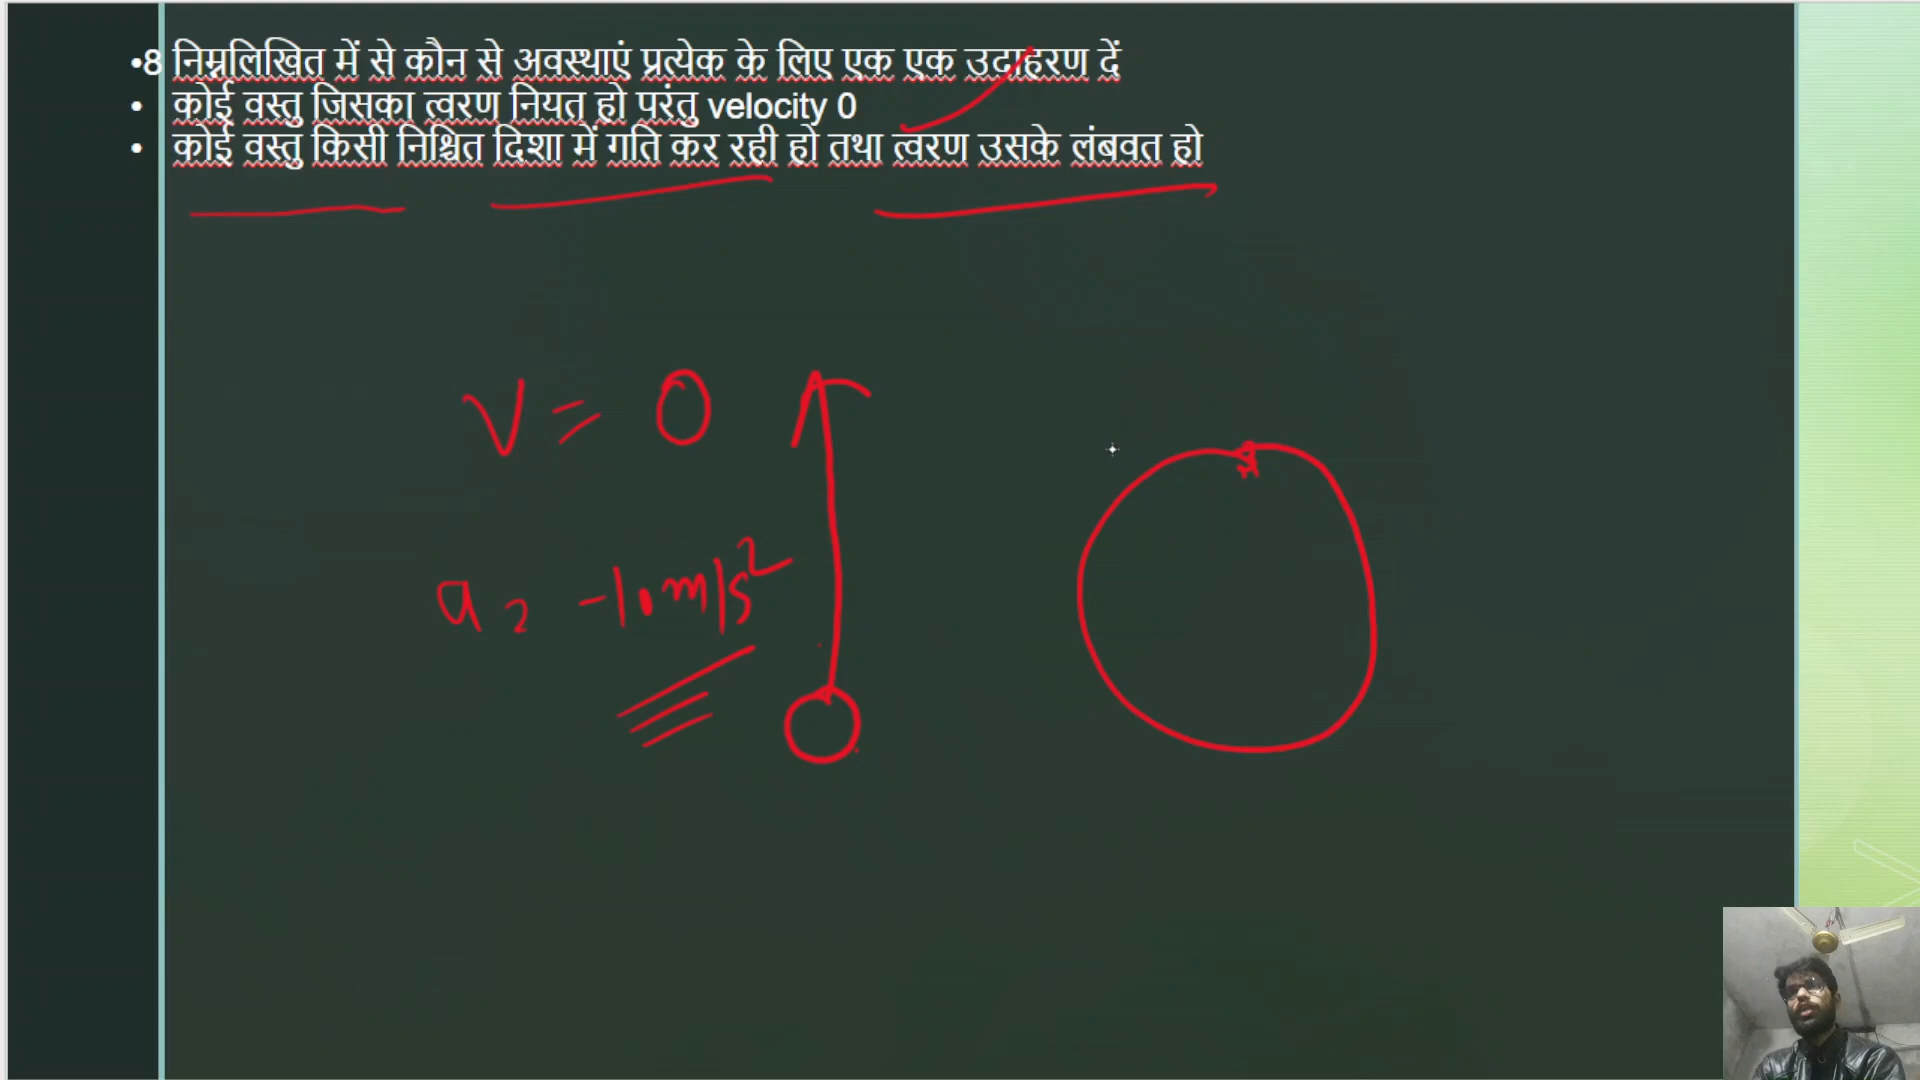 •8 निम्नलिखित में से कौन से अवस्थाएं प्रत्येक के लिए एक एक उदाहरण दें
• कोई वस्तु जिसका त्वरण नियत हो परंतु velocity 0
• कोई वस्तु किसी निश्चित दिशा में गति कर रही हो तथा त्वरण उसके लंबवत हो
V = 0
a = -10 m/s²